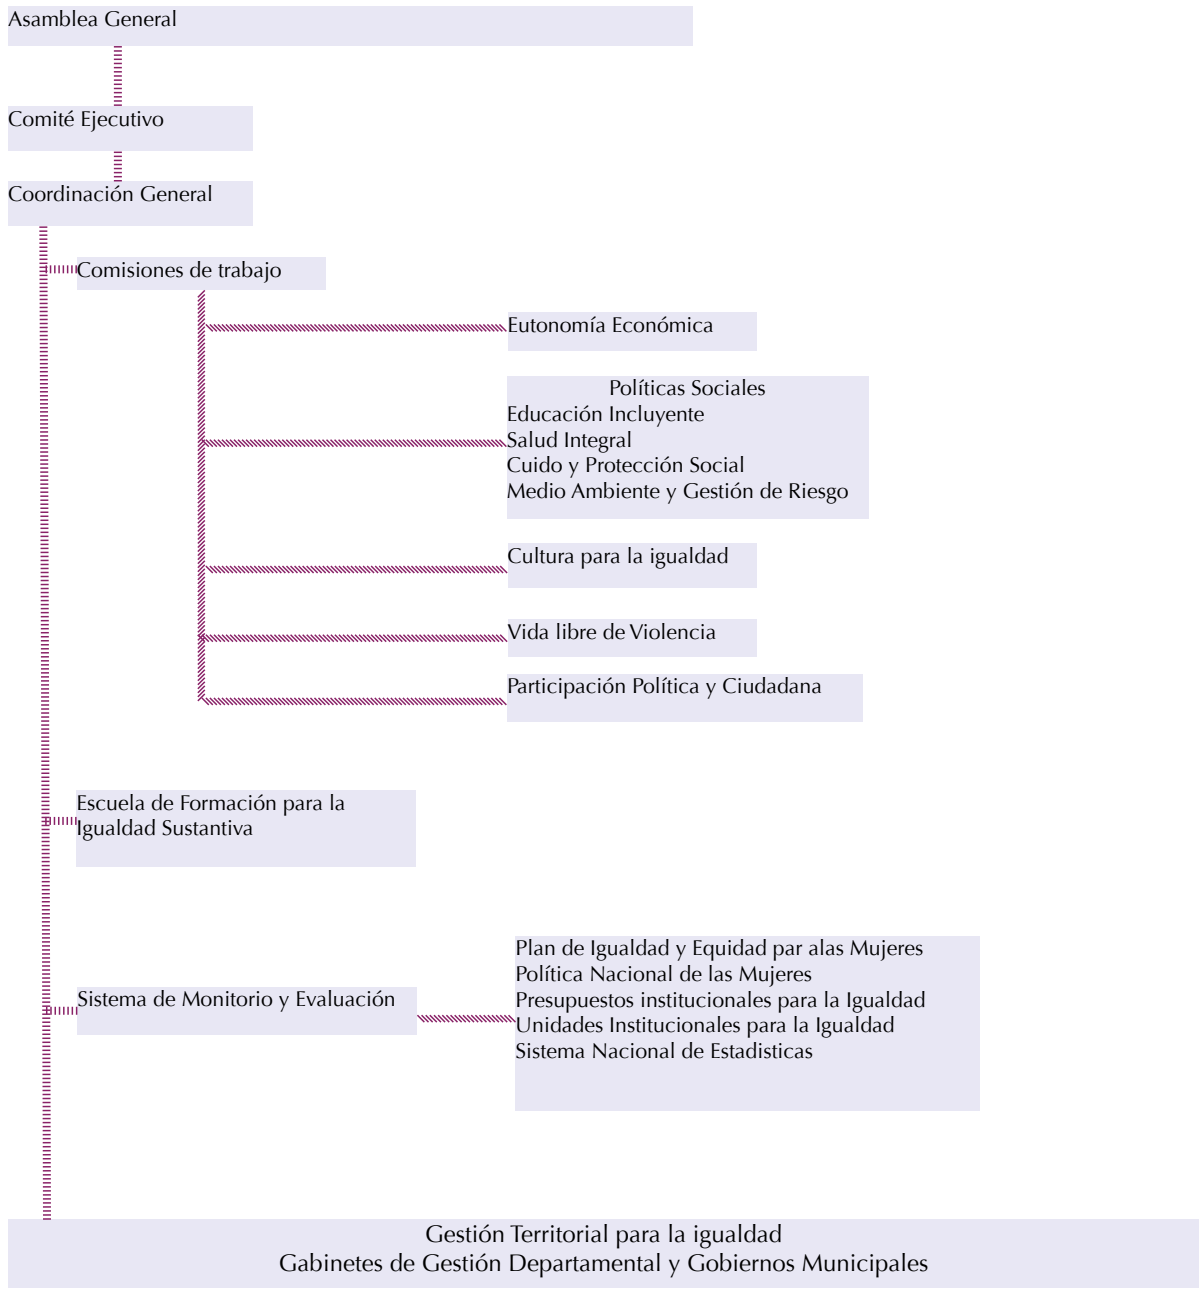 Asamblea General
Comité Ejecutivo
Coordinación General
Comisiones de trabajo
Eutonomía Económica
Políticas Sociales
Educación Incluyente
Salud Integral
Cuido y Protección Social
Medio Ambiente y Gestión de Riesgo
Cultura para la igualdad
Vida libre de Violencia
Participación Política y Ciudadana
Escuela de Formación para la
Igualdad Sustantiva
Sistema de Monitorio y Evaluación
Plan de Igualdad y Equidad par alas Mujeres
Política Nacional de las Mujeres
Presupuestos institucionales para la Igualdad
Unidades Institucionales para la Igualdad
Sistema Nacional de Estadisticas
Gestión Territorial para la igualdad
Gabinetes de Gestión Departamental y Gobiernos Municipales